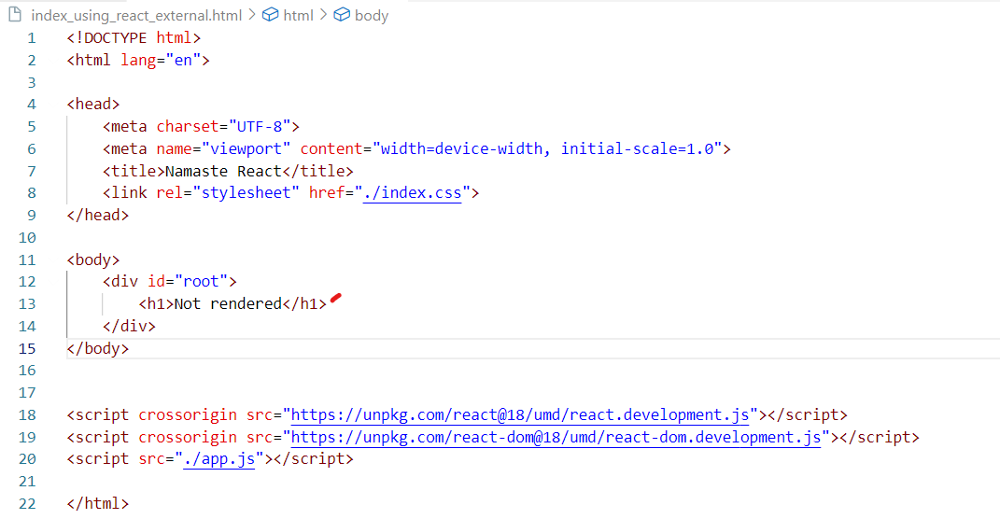 index_using_react_external.html > html > body
1 <!DOCTYPE html>
2 <html lang="en">
3
4 <head>
5 <meta charset="UTF-8">
6 <meta name="viewport" content="width=device-width, initial-scale=1.0">
7 <title>Namaste React</title>
8 <link rel="stylesheet" href="./index.css">
9 </head>
10
11 <body>
12 <div id="root">
13 <h1>Not rendered</h1>
14 </div>
15 </body>
16
17
18 <script crossorigin src="https://unpkg.com/react@18/umd/react.development.js"></script>
19 <script crossorigin src="https://unpkg.com/react-dom@18/umd/react-dom.development.js"></script>
20 <script src="./app.js"></script>
21
22 </html>